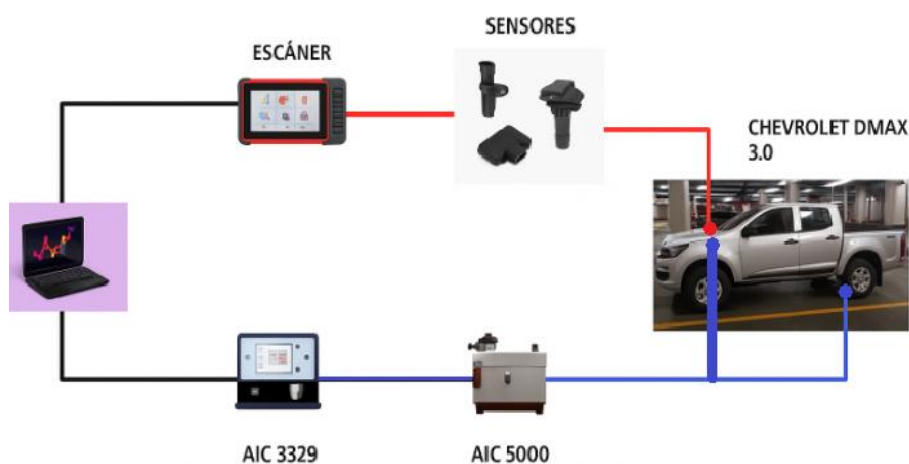 SENSORES
ESCÁNER
CHEVROLET DMAX
3.0
AIC 3329
AIC 5000